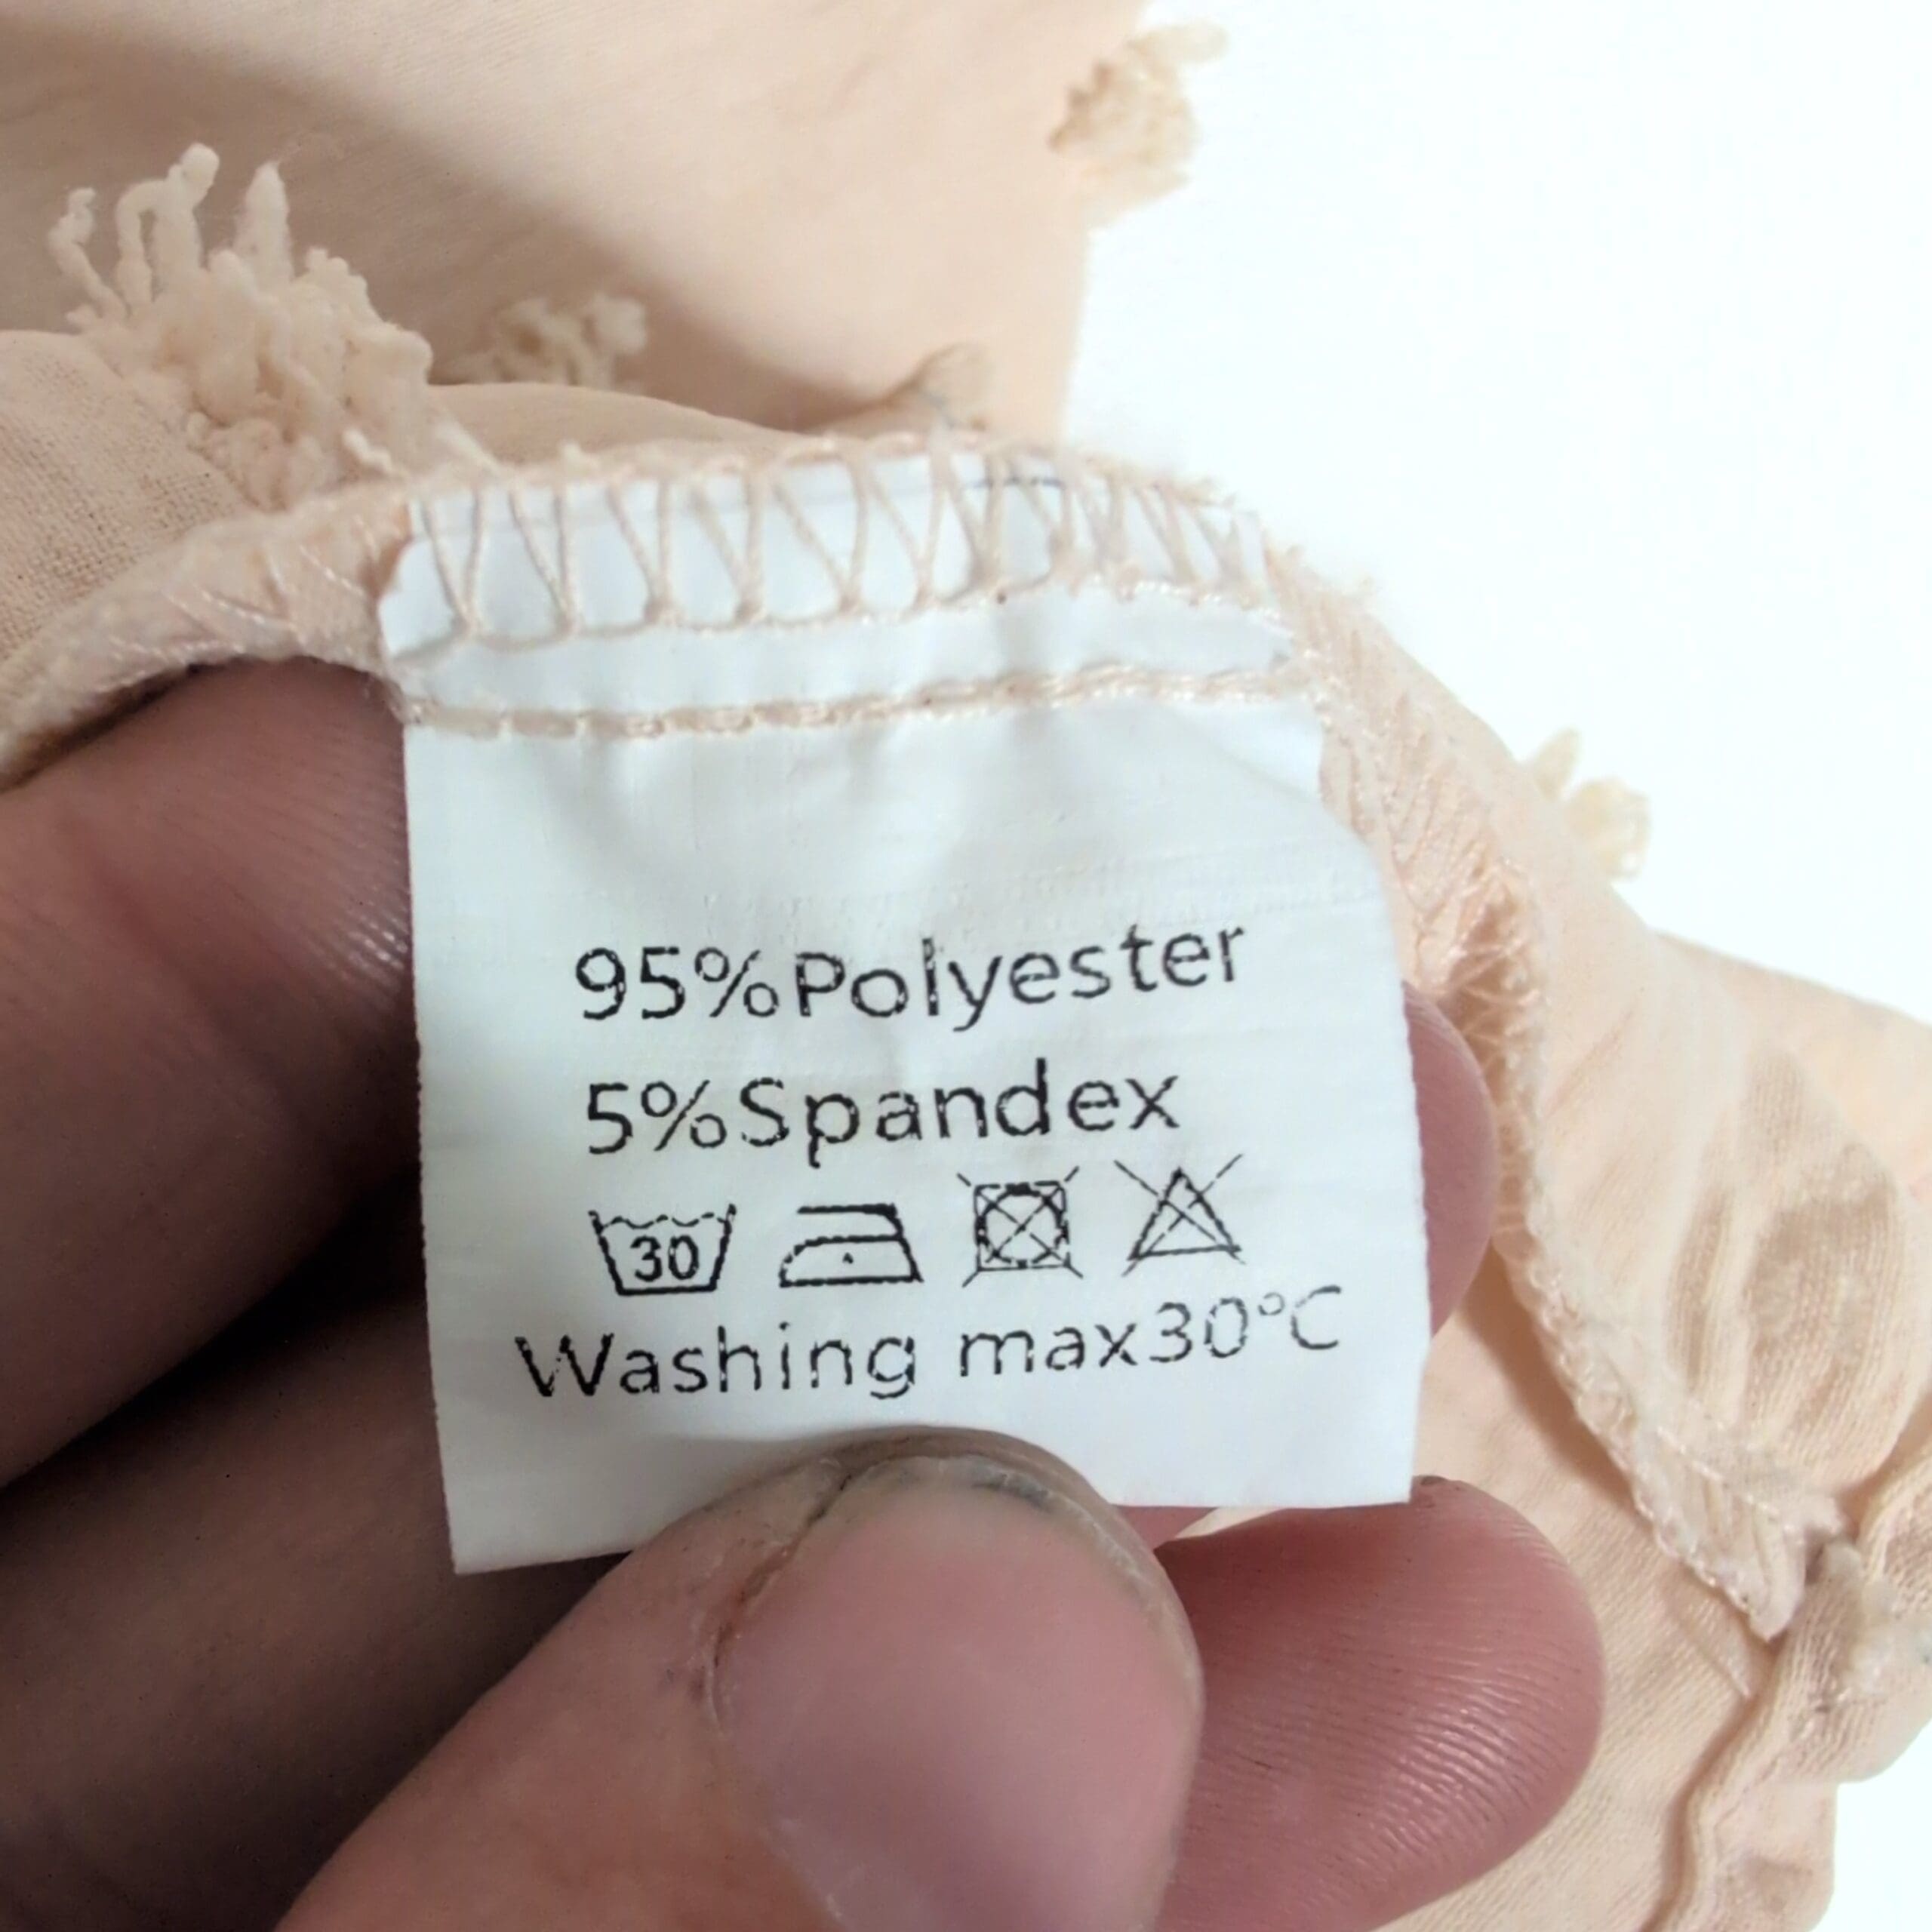 95%Polyester
5%Spandex
30
Washing max30°C